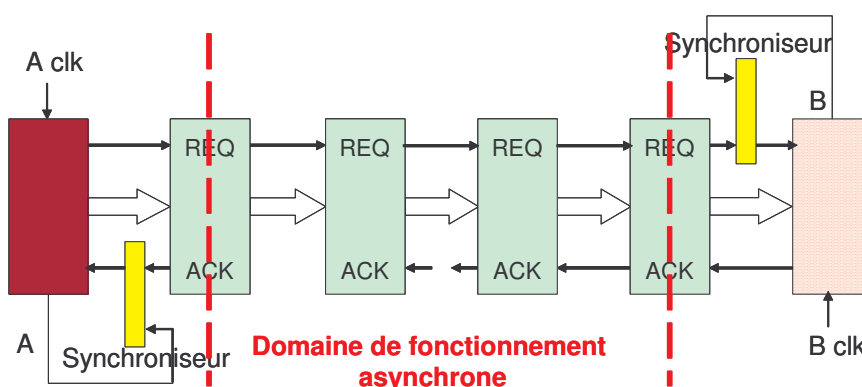 Synchroniseur
A clk
B
REQ REQ REQ REQ
ACK ACK ACK ACK
A
Synchroniseur
Domaine de fonctionnement
asynchrone
B clk